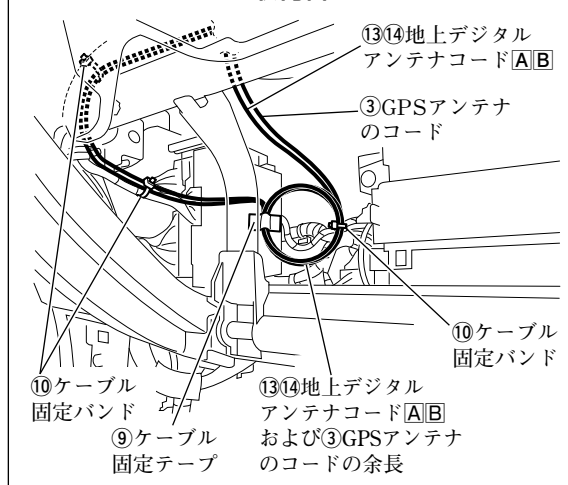 ⑬⑭地上デジタル
アンテナコードAB
③GPSアンテナ
のコード
⑩ケーブル
固定バンド
⑩ケーブル
固定バンド
⑨ケーブル
固定テープ
⑬⑭地上デジタル
アンテナコードAB
および③GPSアンテナ
のコードの余長